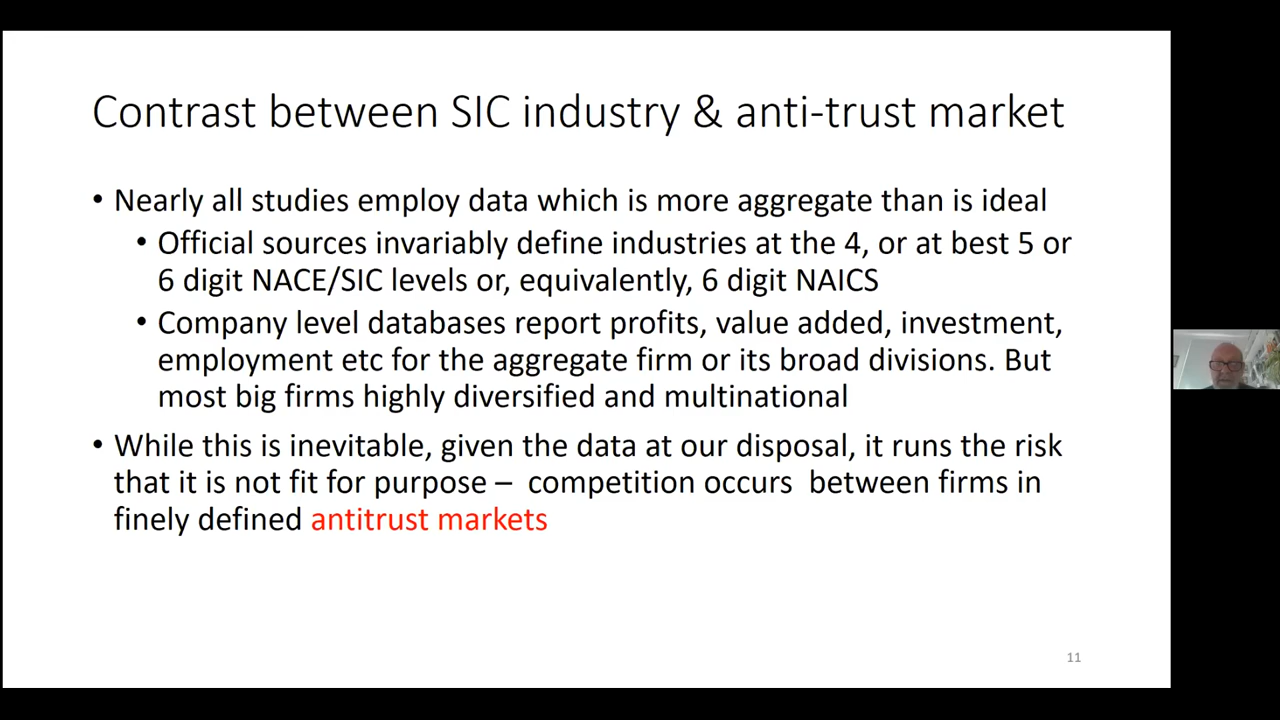 Contrast between SIC industry & anti-trust market
• Nearly all studies employ data which is more aggregate than is ideal
• Official sources invariably define industries at the 4, or at best 5 or
6 digit NACE/SIC levels or, equivalently, 6 digit NAICS
• Company level databases report profits, value added, investment,
employment etc for the aggregate firm or its broad divisions. But
most big firms highly diversified and multinational
• While this is inevitable, given the data at our disposal, it runs the risk
that it is not fit for purpose – competition occurs between firms in
finely defined antitrust markets
11